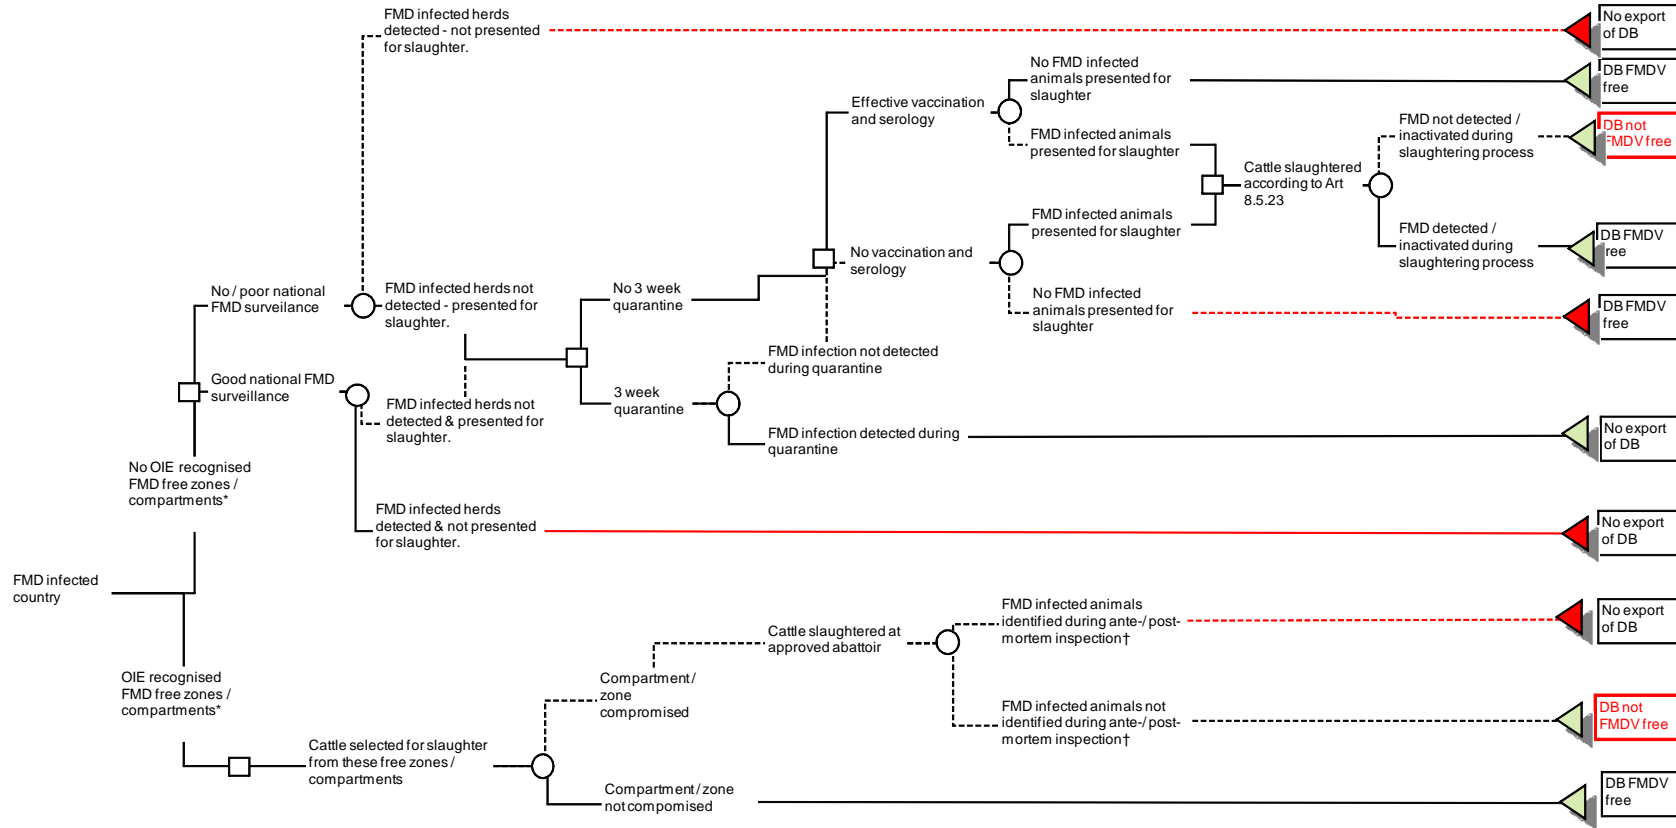 FMD infected herds
detected - not presented
for slaughter.
No export
of DB
No FMD infected
animals presented for
slaughter
DB FMDV
free
Effective vaccination
and serology
FMD infected animals
presented for slaughter
FMD not detected /
inactivated during
slaughtering process
DB not
FMDV free
Cattle slaughtered
according to Art
8.5.23
FMD infected animals
presented for slaughter
FMD detected /
inactivated during
slaughtering process
DB FMDV
free
No vaccination and
serology
No FMD infected
animals presented for
slaughter
DB FMDV
free
No / poor national
FMD surveillance
FMD infected herds not
detected - presented for
slaughter.
No 3 week
quarantine
FMD infection not detected
during quarantine
Good national FMD
surveillance
FMD infected herds not
detected & presented for
slaughter.
3 week
quarantine
FMD infection detected during
quarantine
No export
of DB
No OIE recognised
FMD free zones /
compartments*
FMD infected herds
detected & not presented
for slaughter.
No export
of DB
FMD infected
country
FMD infected animals
identified during ante-/ post-
mortem inspection†
No export
of DB
Cattle slaughtered at
approved abattoir
OIE recognised
FMD free zones /
compartments*
Compartment /
zone
compromised
FMD infected animals not
identified during ante-/ post-
mortem inspection†
DB not
FMDV free
Cattle selected for slaughter
from these free zones /
compartments
Compartment / zone
not compomised
DB FMDV
free